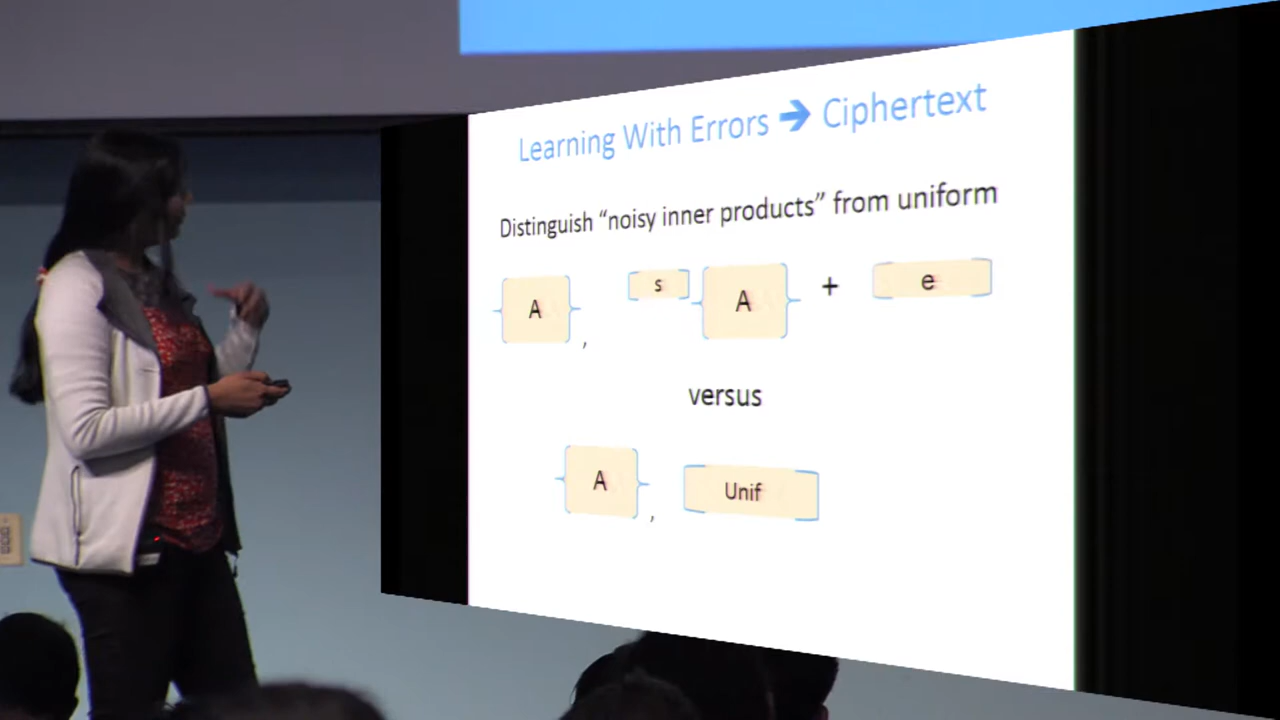 Learning With Errors ➔ Ciphertext
Distinguish “noisy inner products” from uniform
A , s A + e
versus
A , Unif